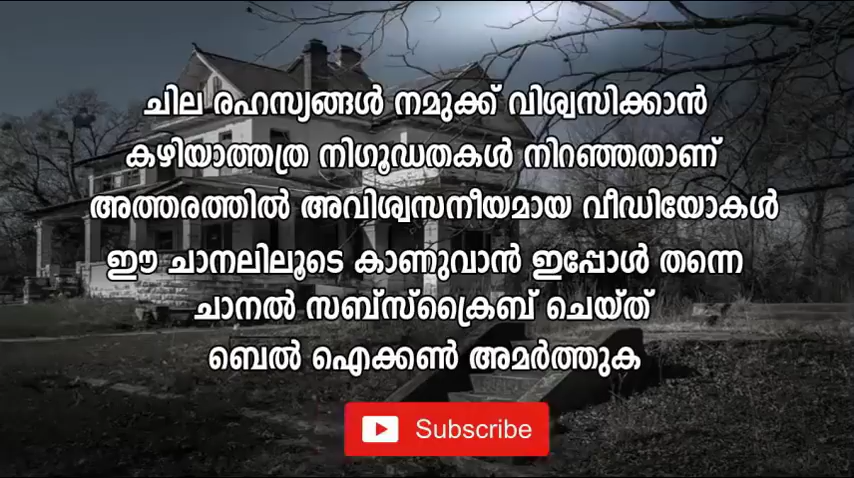 ചില രഹസ്യങ്ങൾ നമുക്ക് വിശ്വസിക്കാൻ
കഴിയാത്തത്ര നിഗൂഡതകൾ നിറഞ്ഞതാണ്
അത്തരത്തിൽ അവിശ്വസനീയമായ വീഡിയോകൾ
ഈ ചാനലിലൂടെ കാണുവാൻ ഇപ്പോൾ തന്നെ
ചാനൽ സബ്സ്ക്രൈബ് ചെയ്ത്
ബെൽ ഐക്കൺ അമർത്തുക
Subscribe